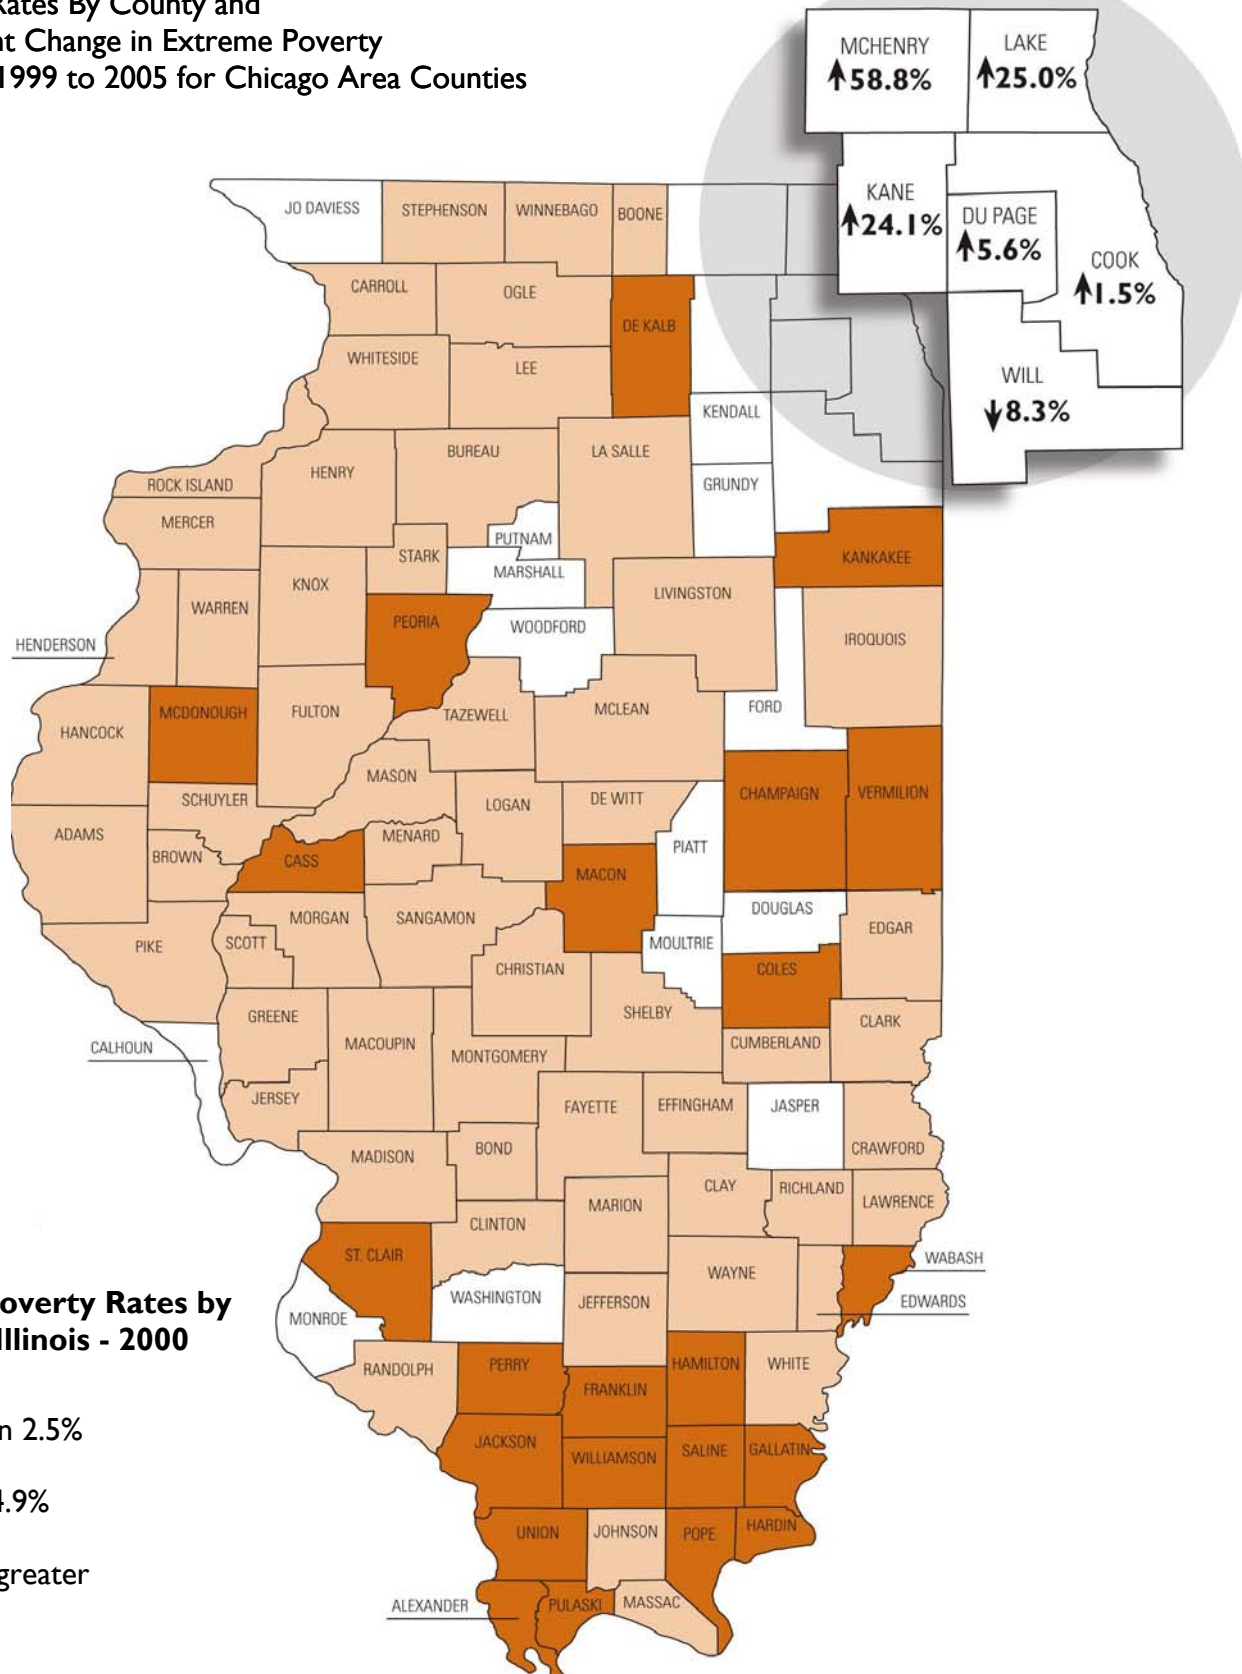 Rates By County and
nt Change in Extreme Poverty
1999 to 2005 for Chicago Area Counties
MCHENRY
58.8%
LAKE
25.0%
KANE
24.1%
DU PAGE
5.6%
COOK
1.5%
WILL
8.3%
JO DAVIESS
STEPHENSON
WINNEBAGO
BOONE
CARROLL
OGLE
DE KALB
WHITESIDE
LEE
KENDALL
ROCK ISLAND
HENRY
BUREAU
LA SALLE
GRUNDY
MERCER
PUTNAM
STARK
MARSHALL
KANKAKEE
KNOX
LIVINGSTON
WARREN
PEORIA
WOODFORD
IROQUOIS
HENDERSON
HANCOCK
MCDONOUGH
FULTON
TAZEWELL
MCLEAN
FORD
MASON
SCHUYLER
LOGAN
DE WITT
CHAMPAIGN
VERMILION
ADAMS
BROWN
CASS
MENARD
MACON
PIATT
PIKE
SCOTT
MORGAN
SANGAMON
CHRISTIAN
MOULTRIE
DOUGLAS
EDGAR
COLES
GREENE
MACOUPIN
MONTGOMERY
SHELBY
CUMBERLAND
CLARK
CALHOUN
JERSEY
FAYETTE
EFFINGHAM
JASPER
CRAWFORD
MADISON
BOND
CLAY
RICHLAND
LAWRENCE
MARION
CLINTON
ST. CLAIR
WAYNE
WABASH
EDWARDS
MONROE
WASHINGTON
JEFFERSON
RANDOLPH
PERRY
FRANKLIN
HAMILTON
WHITE
JACKSON
WILLIAMSON
SALINE
GALLATIN
UNION
JOHNSON
POPE
HARDIN
ALEXANDER
PULASKI
MASSAC
overty Rates by
Illinois - 2000
n 2.5%
4.9%
greater